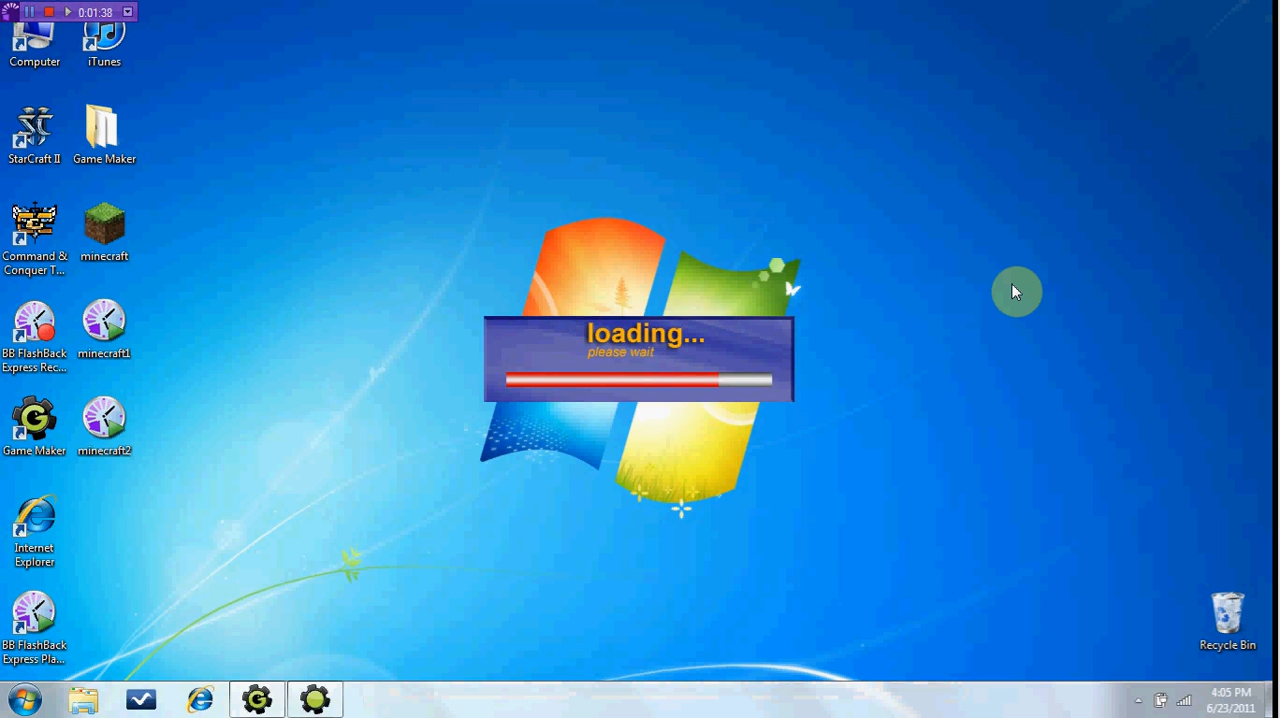 0:01:38
Computer
iTunes
StarCraft II
Game Maker
Command &
Conquer T...
minecraft
BB FlashBack
Express Rec...
minecraft1
Game Maker
minecraft2
Internet
Explorer
BB FlashBack
Express Pla...
loading...
please wait
Recycle Bin
4:05 PM
6/23/2011